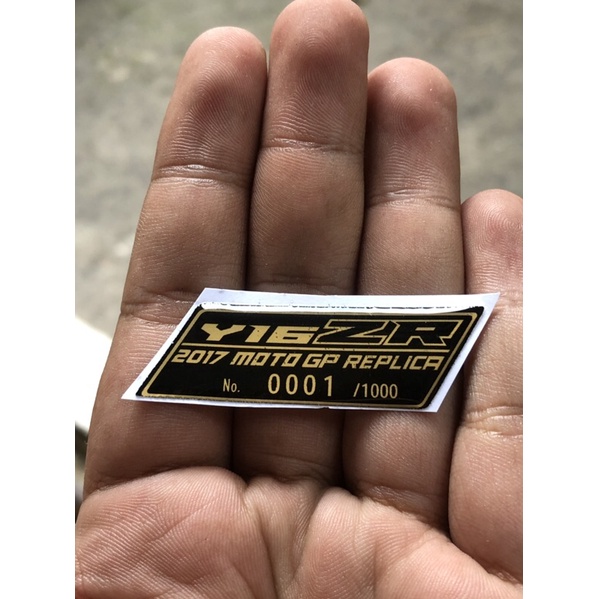 Y16ZR
2017 MOTO GP REPLICA
No. 0001 /1000